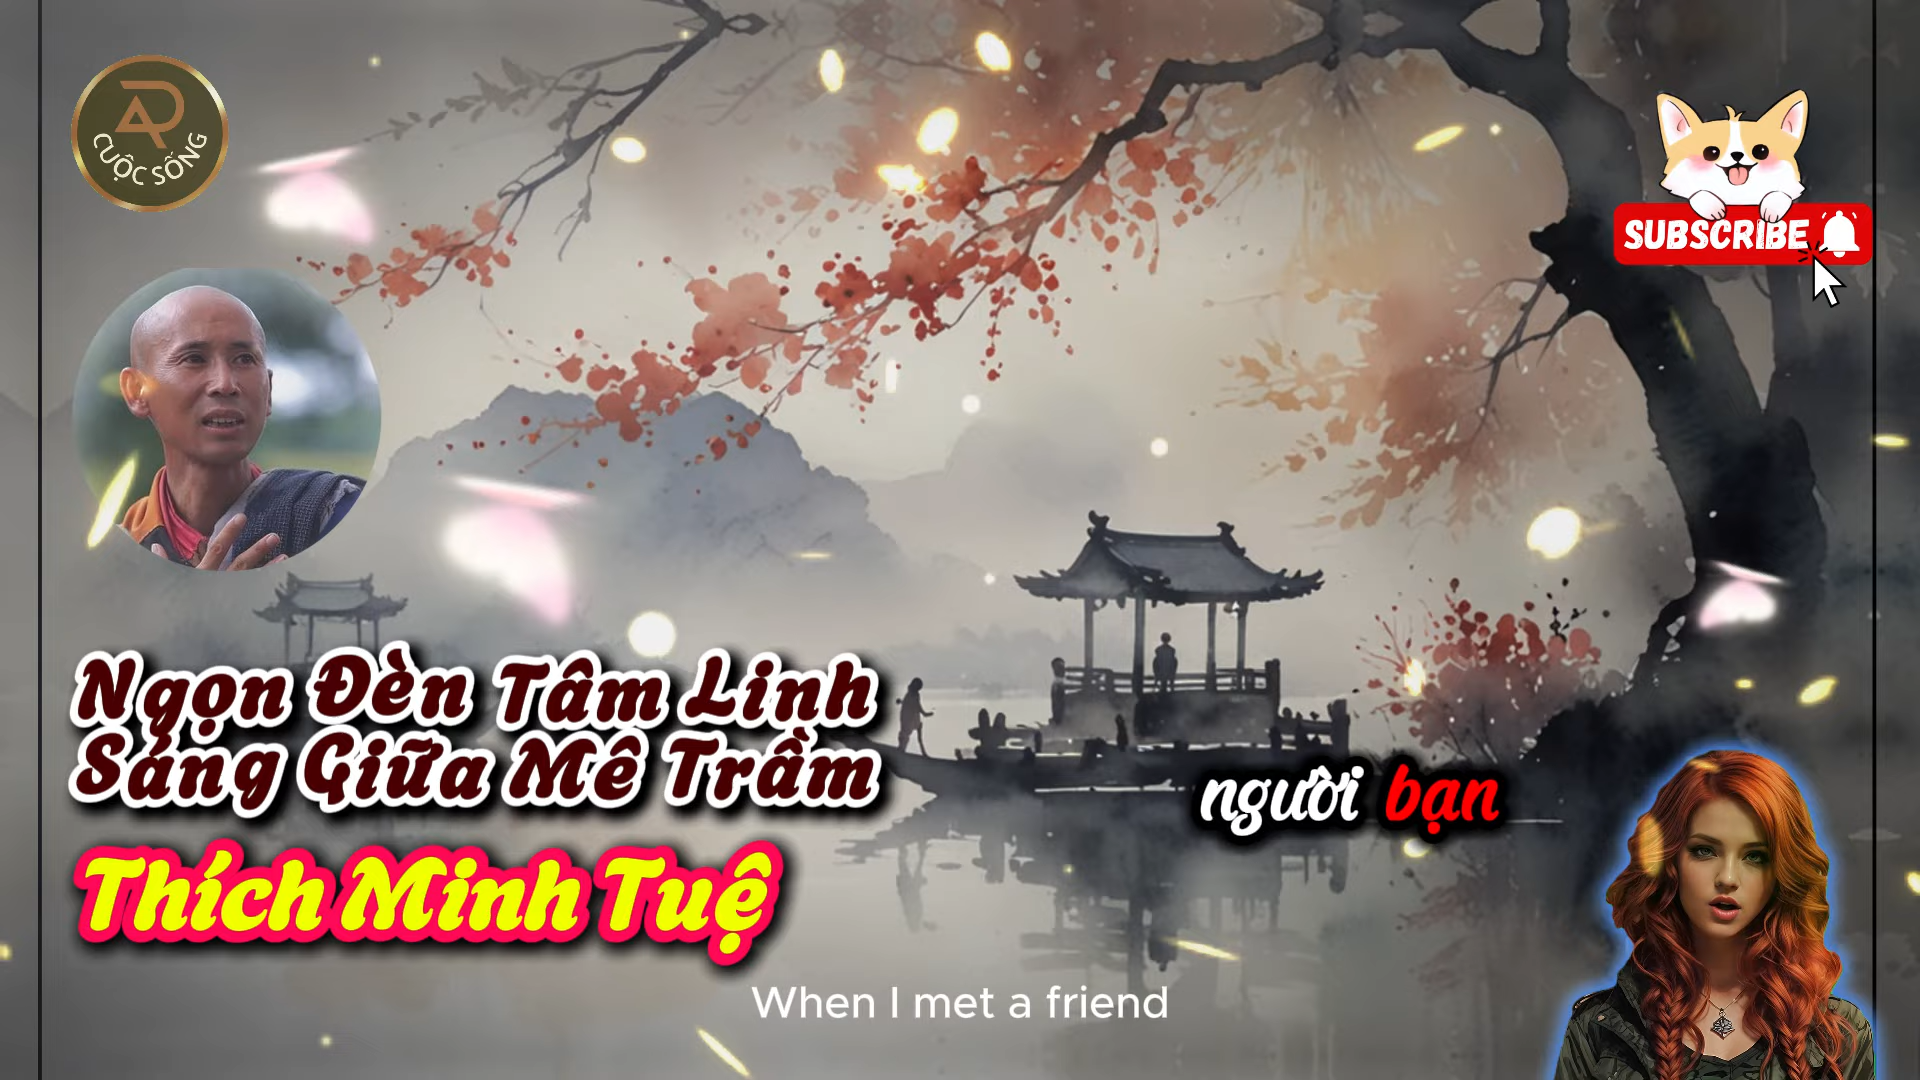 AR
CUỘC SỐNG
SUBSCRIBE
Ngọn Đèn Tâm Linh
Sáng Giữa Mê Trầm
Thích Minh Tuệ
người bạn
When I met a friend